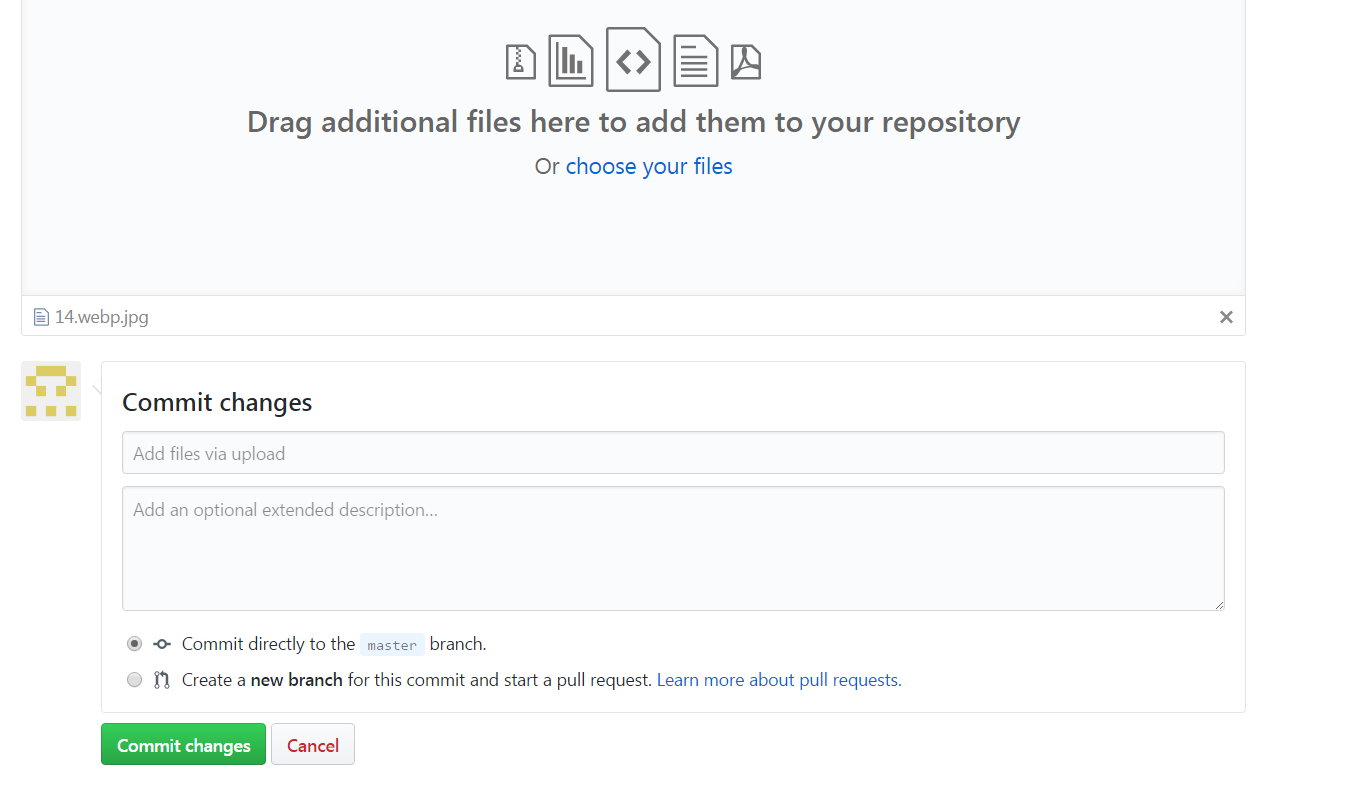 Drag additional files here to add them to your repository
Or choose your files
14.webp.jpg
Commit changes
Add files via upload
Add an optional extended description...
Commit directly to the master branch.
Create a new branch for this commit and start a pull request. Learn more about pull requests.
Commit changes Cancel